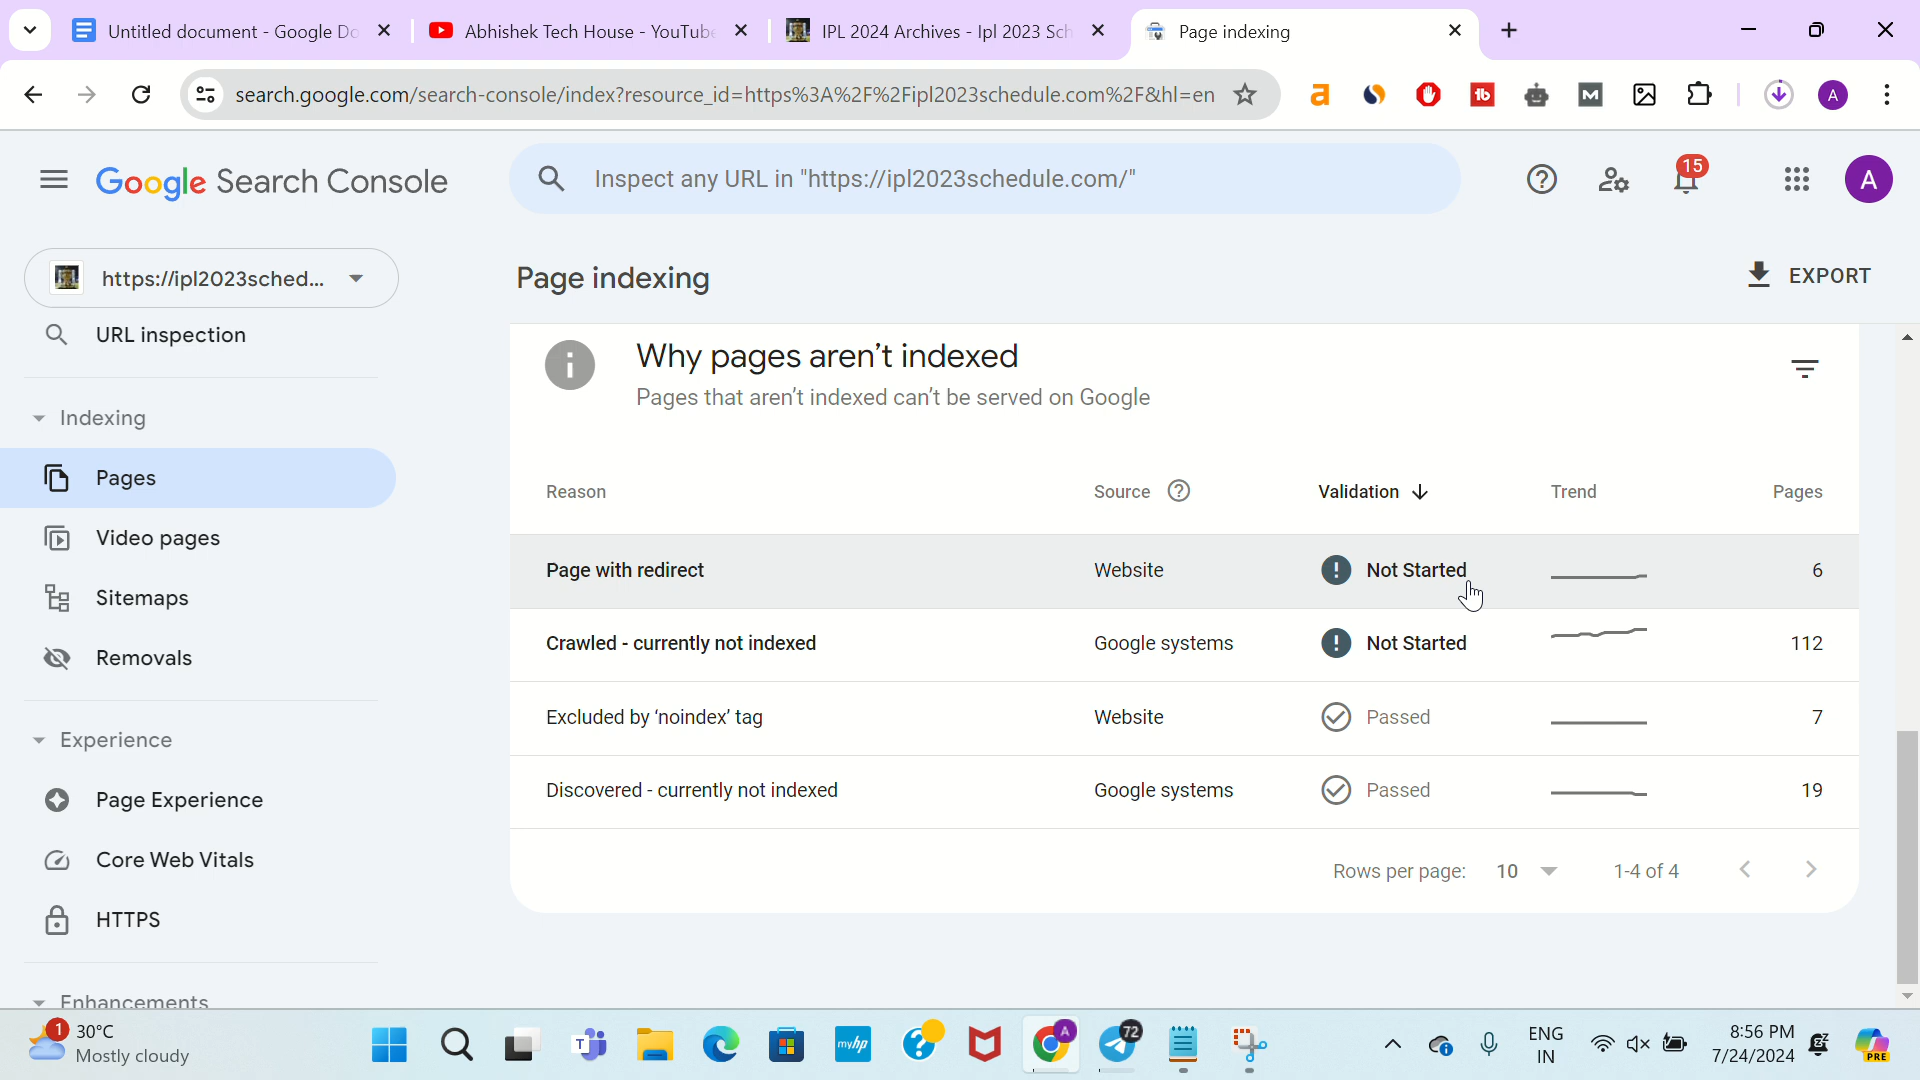 Untitled document - Google Do
Abhishek Tech House - YouTube
IPL 2024 Archives - Ipl 2023 Sch
Page indexing
search.google.com/search-console/index?resource_id=https%3A%2F%2Fipl2023schedule.com%2F&hl=en
a
tb
M
A
Google Search Console
Inspect any URL in "https://ipl2023schedule.com/"
15
A
https://ipl2023sched...
Page indexing
EXPORT
URL inspection
Indexing
Pages
Video pages
Sitemaps
Removals
Experience
Page Experience
Core Web Vitals
HTTPS
Enhancements
Why pages aren't indexed
Pages that aren't indexed can't be served on Google
Reason Source Validation Trend Pages
Page with redirect Website Not Started 6
Crawled - currently not indexed Google systems Not Started 112
Excluded by 'noindex' tag Website Passed 7
Discovered - currently not indexed Google systems Passed 19
Rows per page: 10 1-4 of 4
1
30°C
Mostly cloudy
myhp
A
72
ENG
IN
8:56 PM
7/24/2024
PRE